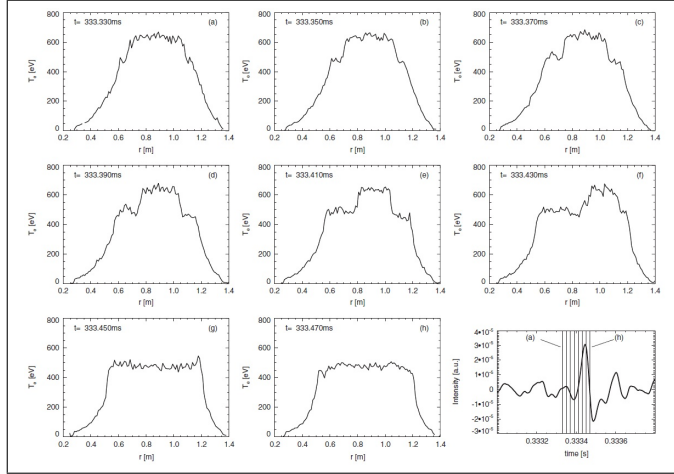 t= 333.330ms (a)
800
600
400
200
0
T_e [eV]
0.2 0.4 0.6 0.8 1.0 1.2 1.4
r [m]
t= 333.350ms (b)
800
600
400
200
0
T_e [eV]
0.2 0.4 0.6 0.8 1.0 1.2 1.4
r [m]
t= 333.370ms (c)
800
600
400
200
0
T_e [eV]
0.2 0.4 0.6 0.8 1.0 1.2 1.4
r [m]
t= 333.390ms (d)
800
600
400
200
0
T_e [eV]
0.2 0.4 0.6 0.8 1.0 1.2 1.4
r [m]
t= 333.410ms (e)
800
600
400
200
0
T_e [eV]
0.2 0.4 0.6 0.8 1.0 1.2 1.4
r [m]
t= 333.430ms (f)
800
600
400
200
0
T_e [eV]
0.2 0.4 0.6 0.8 1.0 1.2 1.4
r [m]
t= 333.450ms (g)
800
600
400
200
0
T_e [eV]
0.2 0.4 0.6 0.8 1.0 1.2 1.4
r [m]
t= 333.470ms (h)
800
600
400
200
0
T_e [eV]
0.2 0.4 0.6 0.8 1.0 1.2 1.4
r [m]
(a) (h)
0
Intensity [a.u.]
0.3332 0.3334 0.3336
time [s]